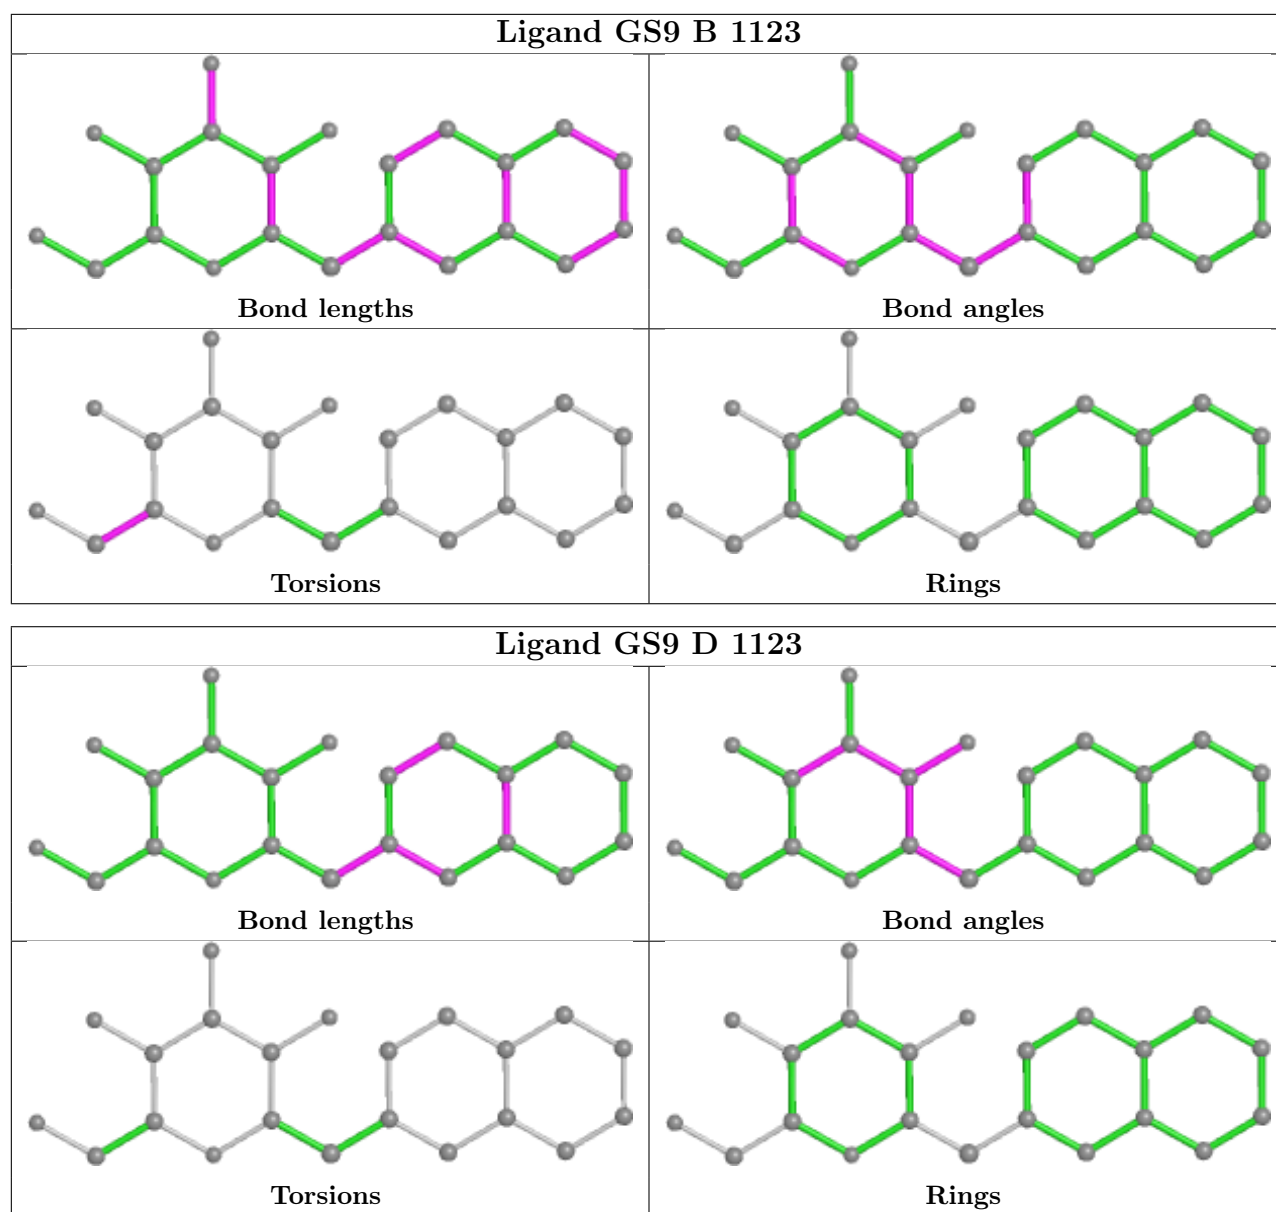 Ligand GS9 B 1123
Bond lengths
Bond angles
Torsions
Rings
Ligand GS9 D 1123
Bond lengths
Bond angles
Torsions
Rings